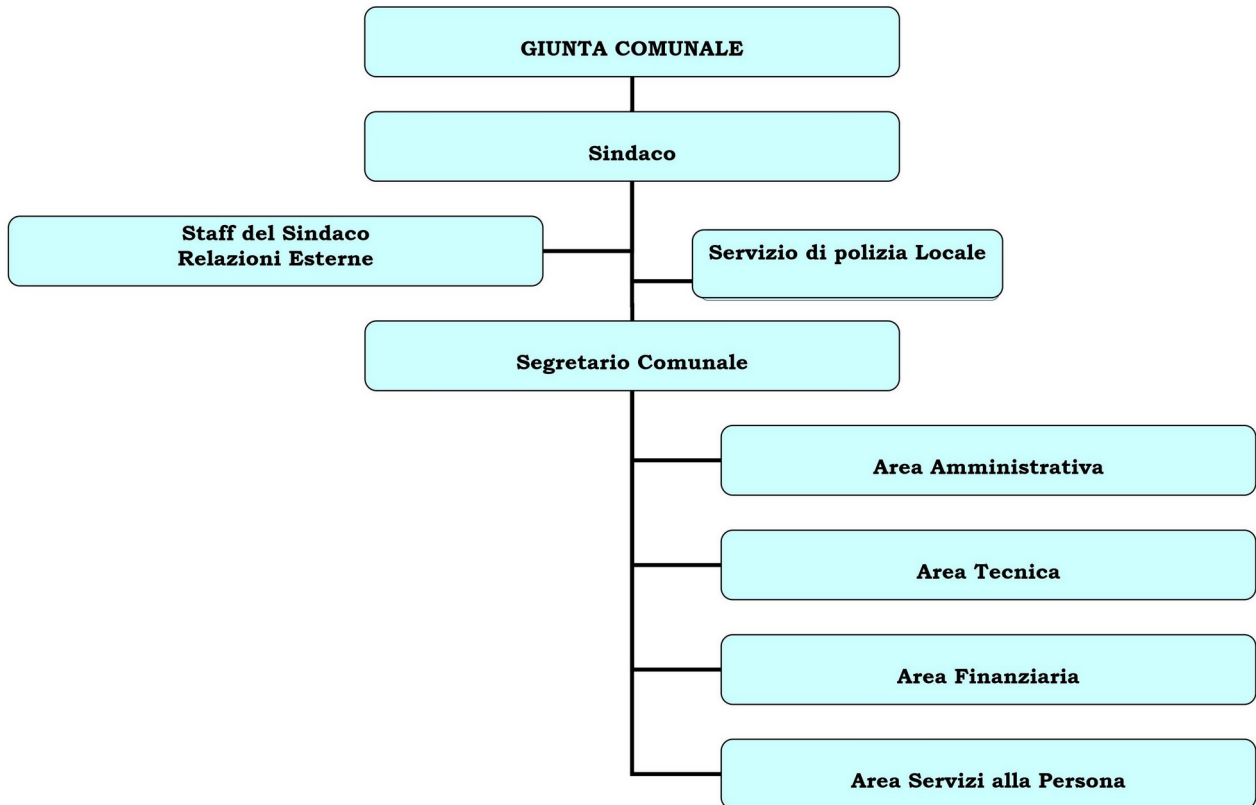 GIUNTA COMUNALE
Sindaco
Staff del Sindaco
Relazioni Esterne
Servizio di polizia Locale
Segretario Comunale
Area Amministrativa
Area Tecnica
Area Finanziaria
Area Servizi alla Persona